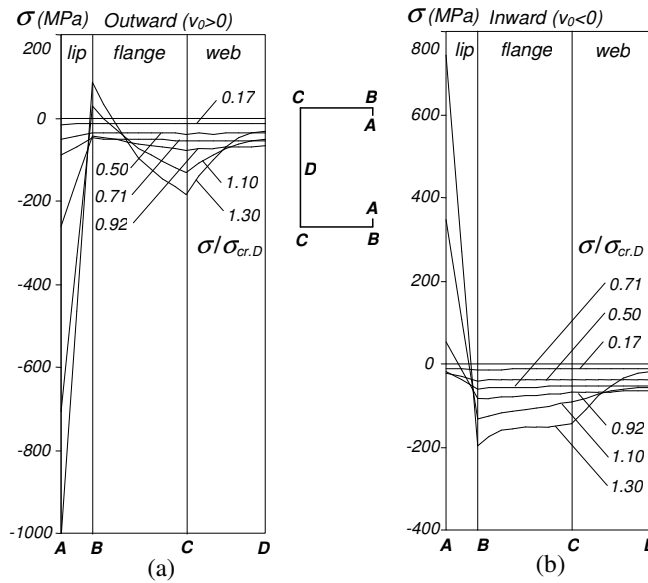 σ (MPa) Outward (v0>0)
lip flange web
200
0
-200
-400
-600
-800
-1000
0.17
0.50
0.71
0.92
1.10
1.30
σ/σcr.D
A B C D
(a)
C B
A
D
A
C B
σ (MPa) Inward (v0<0)
lip flange web
800
600
400
200
0
-200
-400
σ/σcr.D
0.71
0.50
0.17
0.92
1.10
1.30
A B C D
(b)